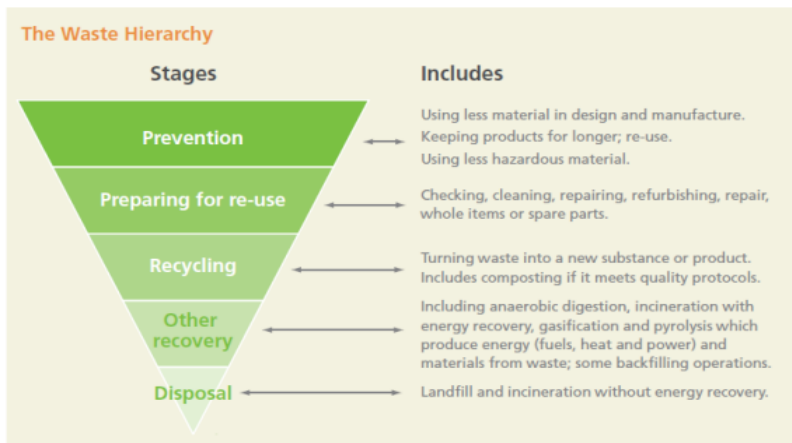 The Waste Hierarchy
Stages
Includes
Prevention
Using less material in design and manufacture.
Keeping products for longer; re-use.
Using less hazardous material.
Preparing for re-use
Checking, cleaning, repairing, refurbishing, repair,
whole items or spare parts.
Recycling
Turning waste into a new substance or product.
Includes composting if it meets quality protocols.
Other
recovery
Including anaerobic digestion, incineration with
energy recovery, gasification and pyrolysis which
produce energy (fuels, heat and power) and
materials from waste; some backfilling operations.
Disposal
Landfill and incineration without energy recovery.